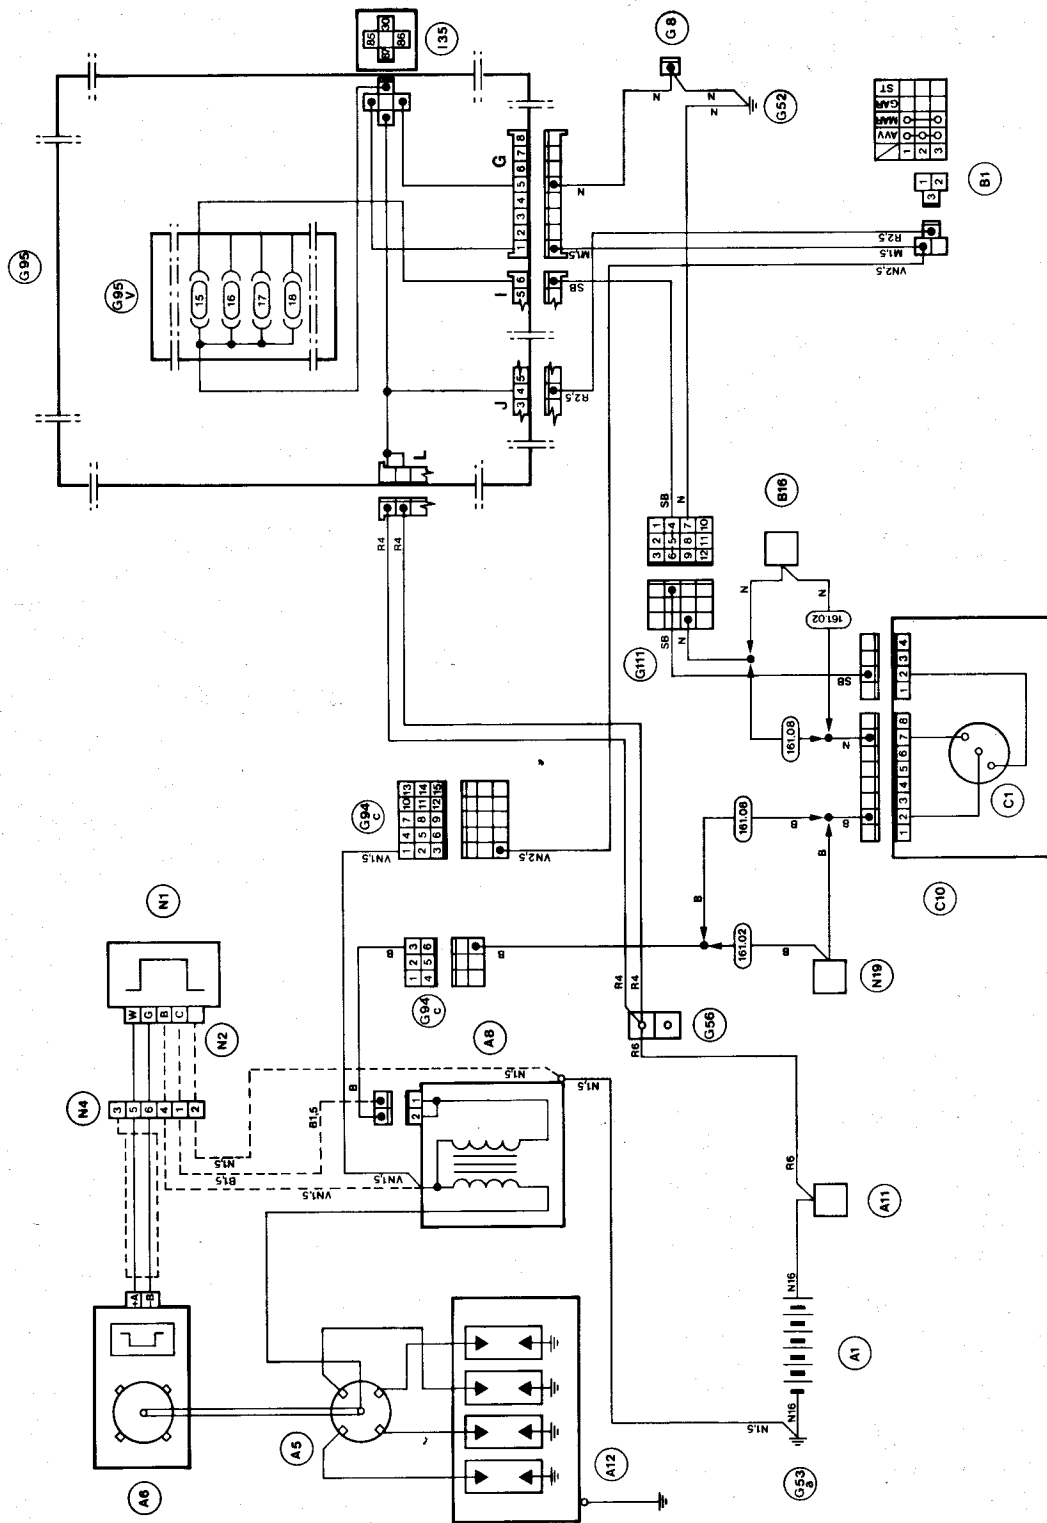 G95
G95 V
15
16
17
18
85
30
87
86
I35
G
1 2 3 4 5 6 7 8
I
5 6
J
3 4 5
L
G8
N
N
N
G52
N
M1,5
SB
R2,5
R2,5
M1,5
VN2,5
ST
GAR
MAR
AVV
1
2
3
1
3 2
B1
R4
R4
SB
N
3 2 1
6 5 4
9 8 7
12 11 10
B16
G111
SB
N
N
N
161.02
161.08
SB
N
1 2 3 4
1 2 3 4 5 6 7 8
C1
C10
G94 c
1 4 7 10 13
2 5 8 11 14
3 6 9 12 15
VN1,5
VN2,5
N1
W
G
B
C
N2
N4
3
5
6
4
1
2
B
1 2 3
4 5 6
G94 c
B
161.06
B
B
B
161.02
B
N19
A8
B
B1,5
N1,5
B1,5
VN1,5
VN1,5
N1,5
N1,5
2 1
R4
R4
R6
G56
+A
-B
A6
A5
A12
R6
A11
N16
A1
N16
N1,5
G53 a